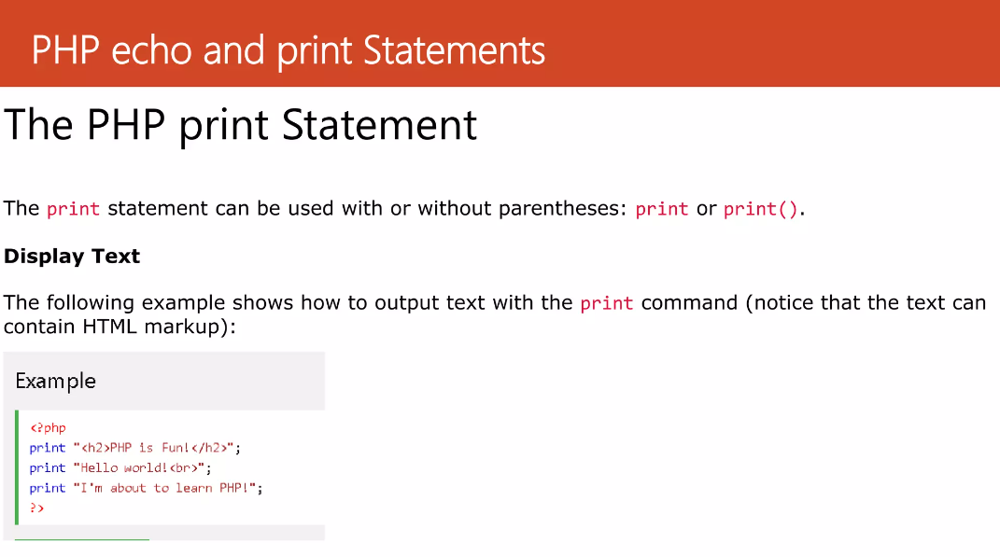 PHP echo and print Statements
The PHP print Statement
The print statement can be used with or without parentheses: print or print().
Display Text
The following example shows how to output text with the print command (notice that the text can
contain HTML markup):
Example
<?php
print "<h2>PHP is Fun!</h2>";
print "Hello world!<br>";
print "I'm about to learn PHP!";
?>